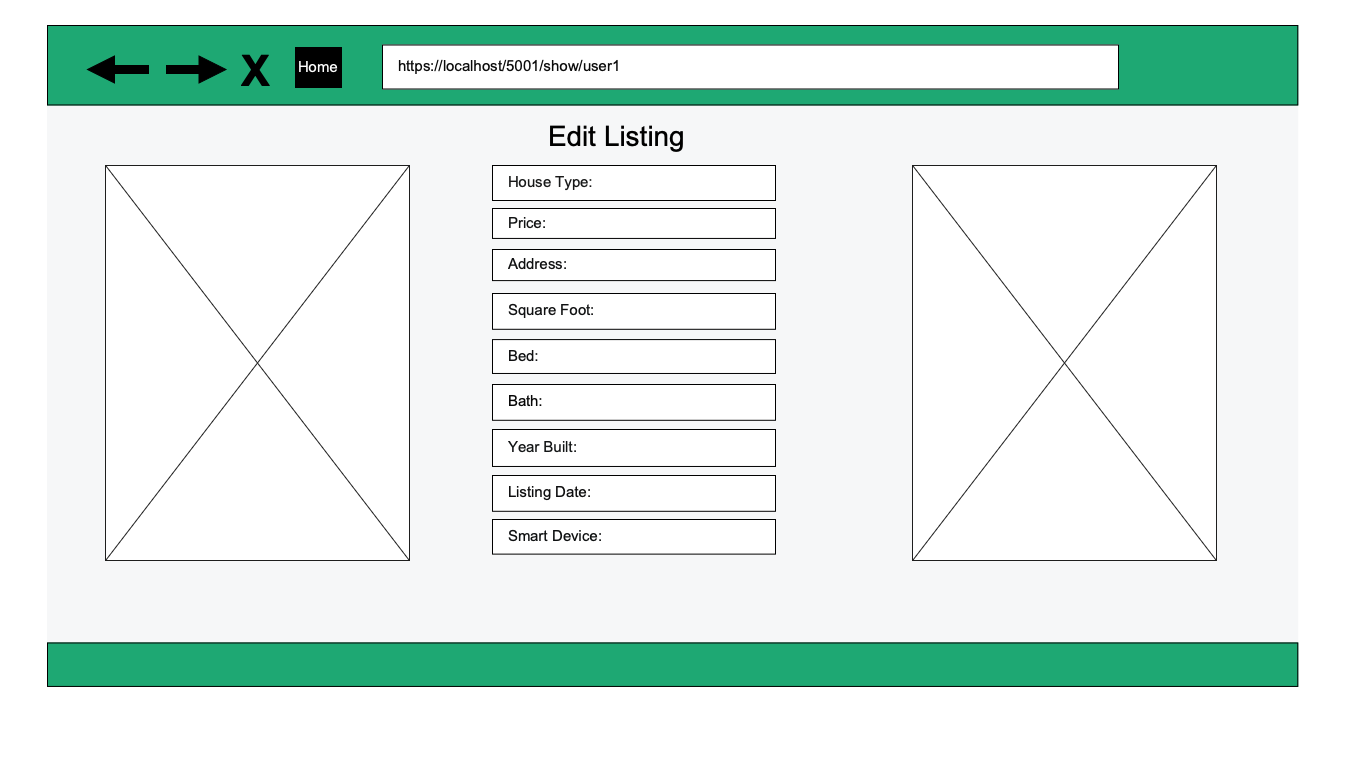 X
Home
https://localhost/5001/show/user1
Edit Listing
House Type:
Price:
Address:
Square Foot:
Bed:
Bath:
Year Built:
Listing Date:
Smart Device: